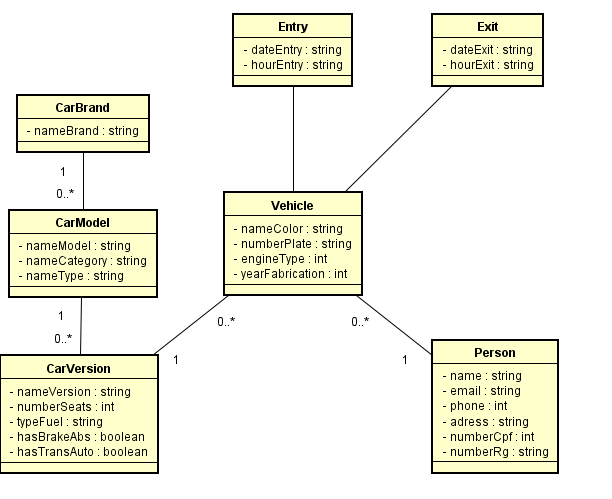 Entry
- dateEntry : string
- hourEntry : string
Exit
- dateExit : string
- hourExit : string
CarBrand
- nameBrand : string
1
0..*
CarModel
- nameModel : string
- nameCategory : string
- nameType : string
1
0..*
Vehicle
- nameColor : string
- numberPlate : string
- engineType : int
- yearFabrication : int
0..*
1
0..*
1
CarVersion
- nameVersion : string
- numberSeats : int
- typeFuel : string
- hasBrakeAbs : boolean
- hasTransAuto : boolean
Person
- name : string
- email : string
- phone : int
- adress : string
- numberCpf : int
- numberRg : string